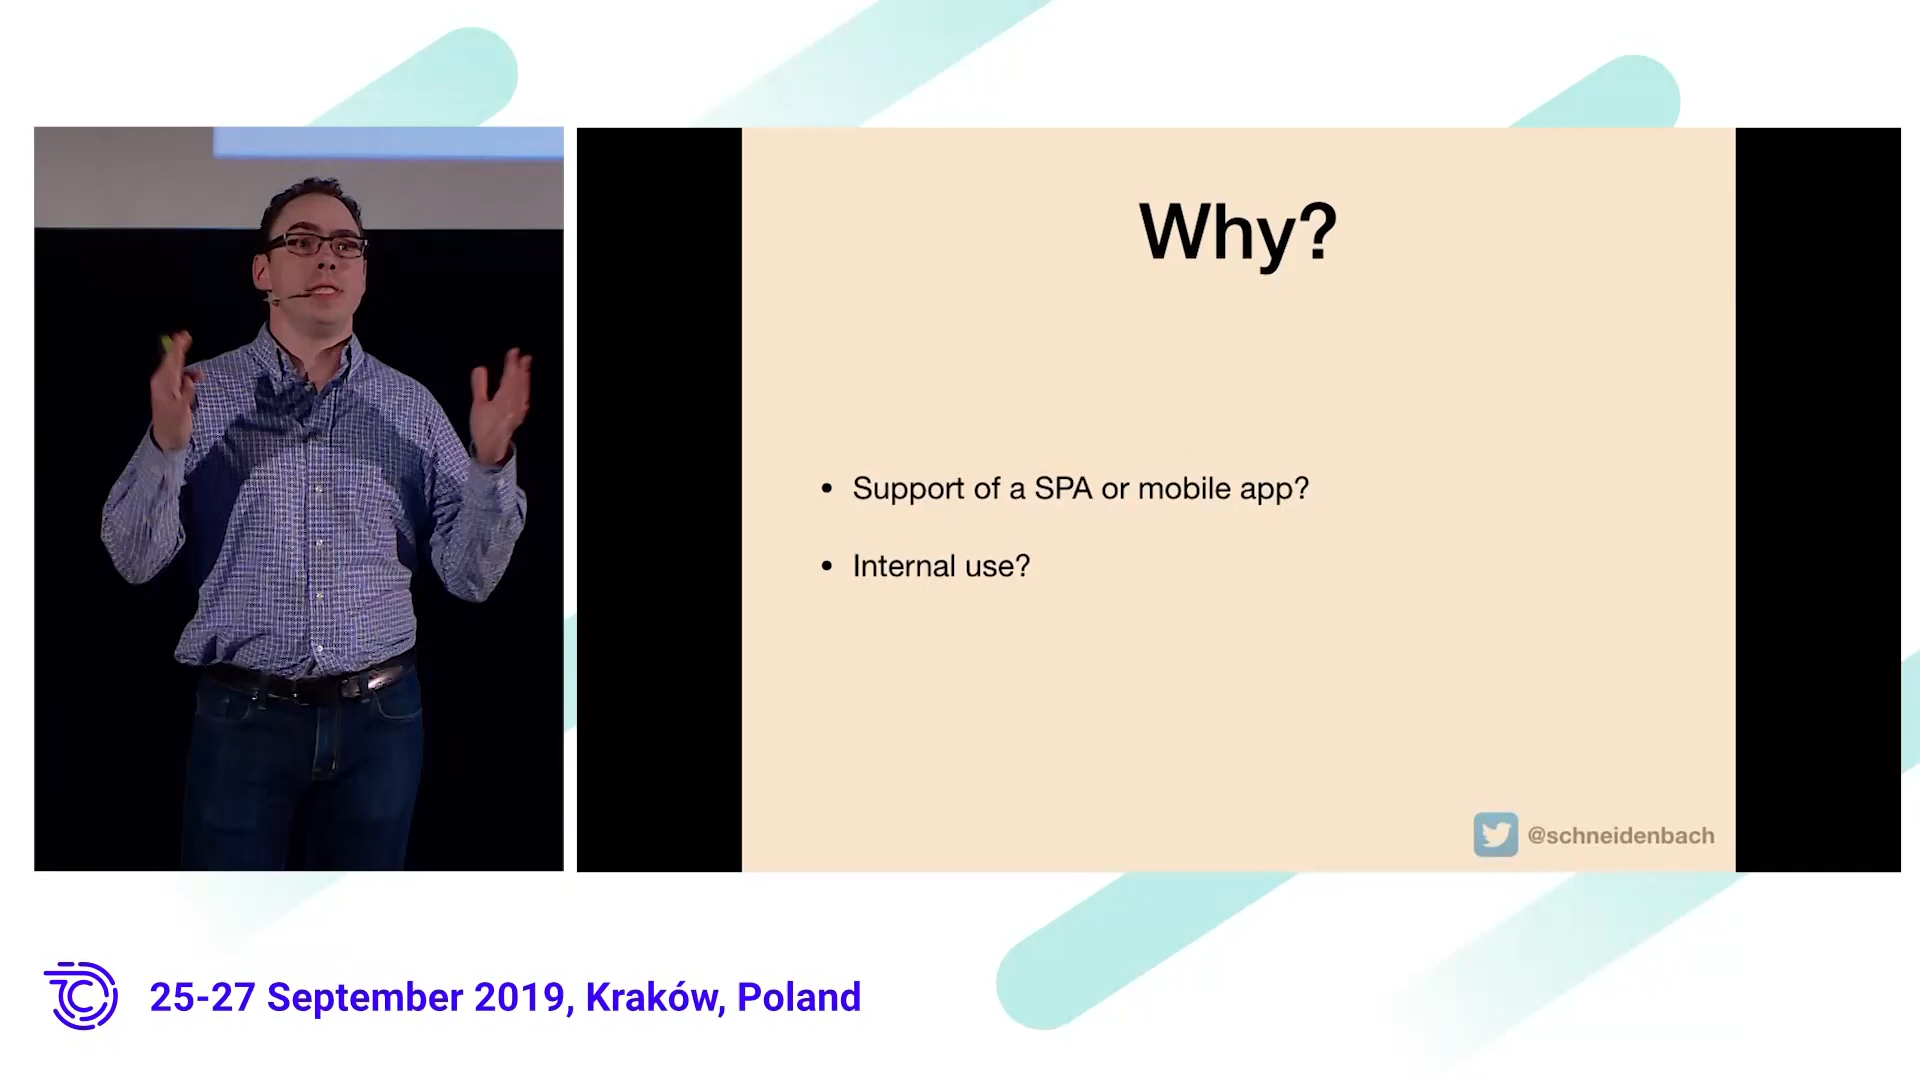 Why?
• Support of a SPA or mobile app?
• Internal use?
@schneidenbach
25-27 September 2019, Kraków, Poland